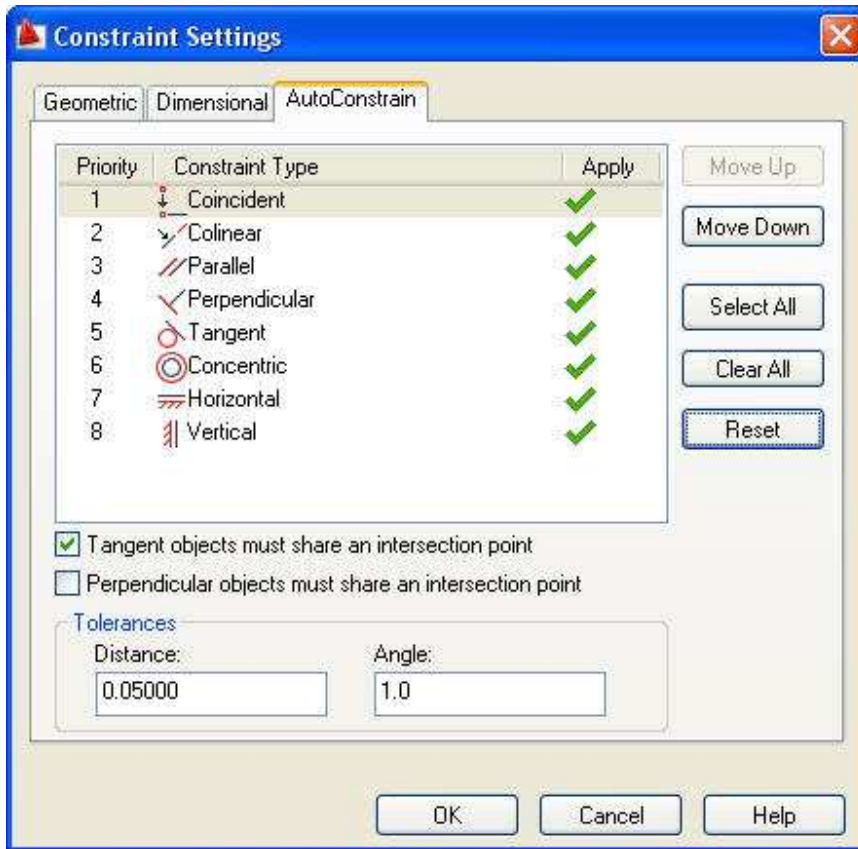 Constraint Settings
Geometric Dimensional AutoConstrain
Priority Constraint Type Apply
Move Up
1 Coincident
2 Colinear
Move Down
3 Parallel
4 Perpendicular
Select All
5 Tangent
6 Concentric
Clear All
7 Horizontal
8 Vertical
Reset
Tangent objects must share an intersection point
Perpendicular objects must share an intersection point
Tolerances
Distance: Angle:
0.05000 1.0
OK Cancel Help